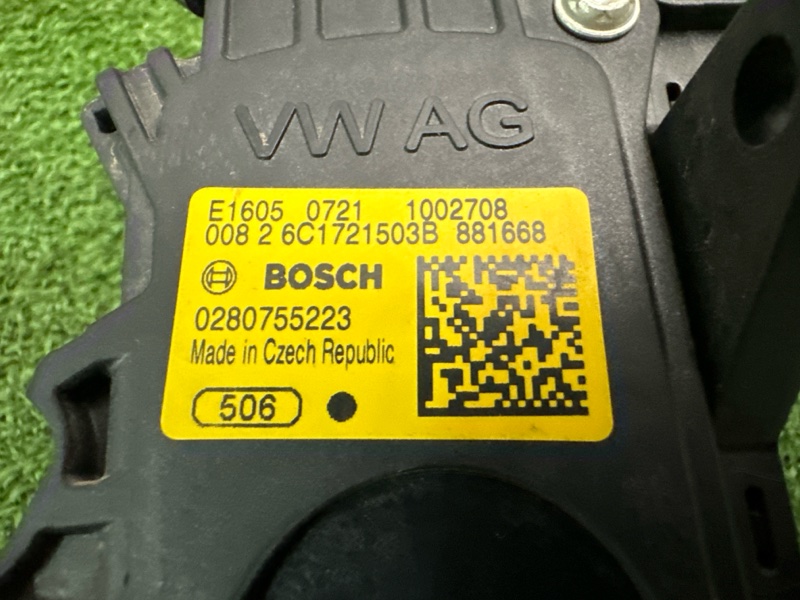 VW AG
E1605 0721 1002708
008 2 6C1721503B 881668
BOSCH
0280755223
Made in Czech Republic
506